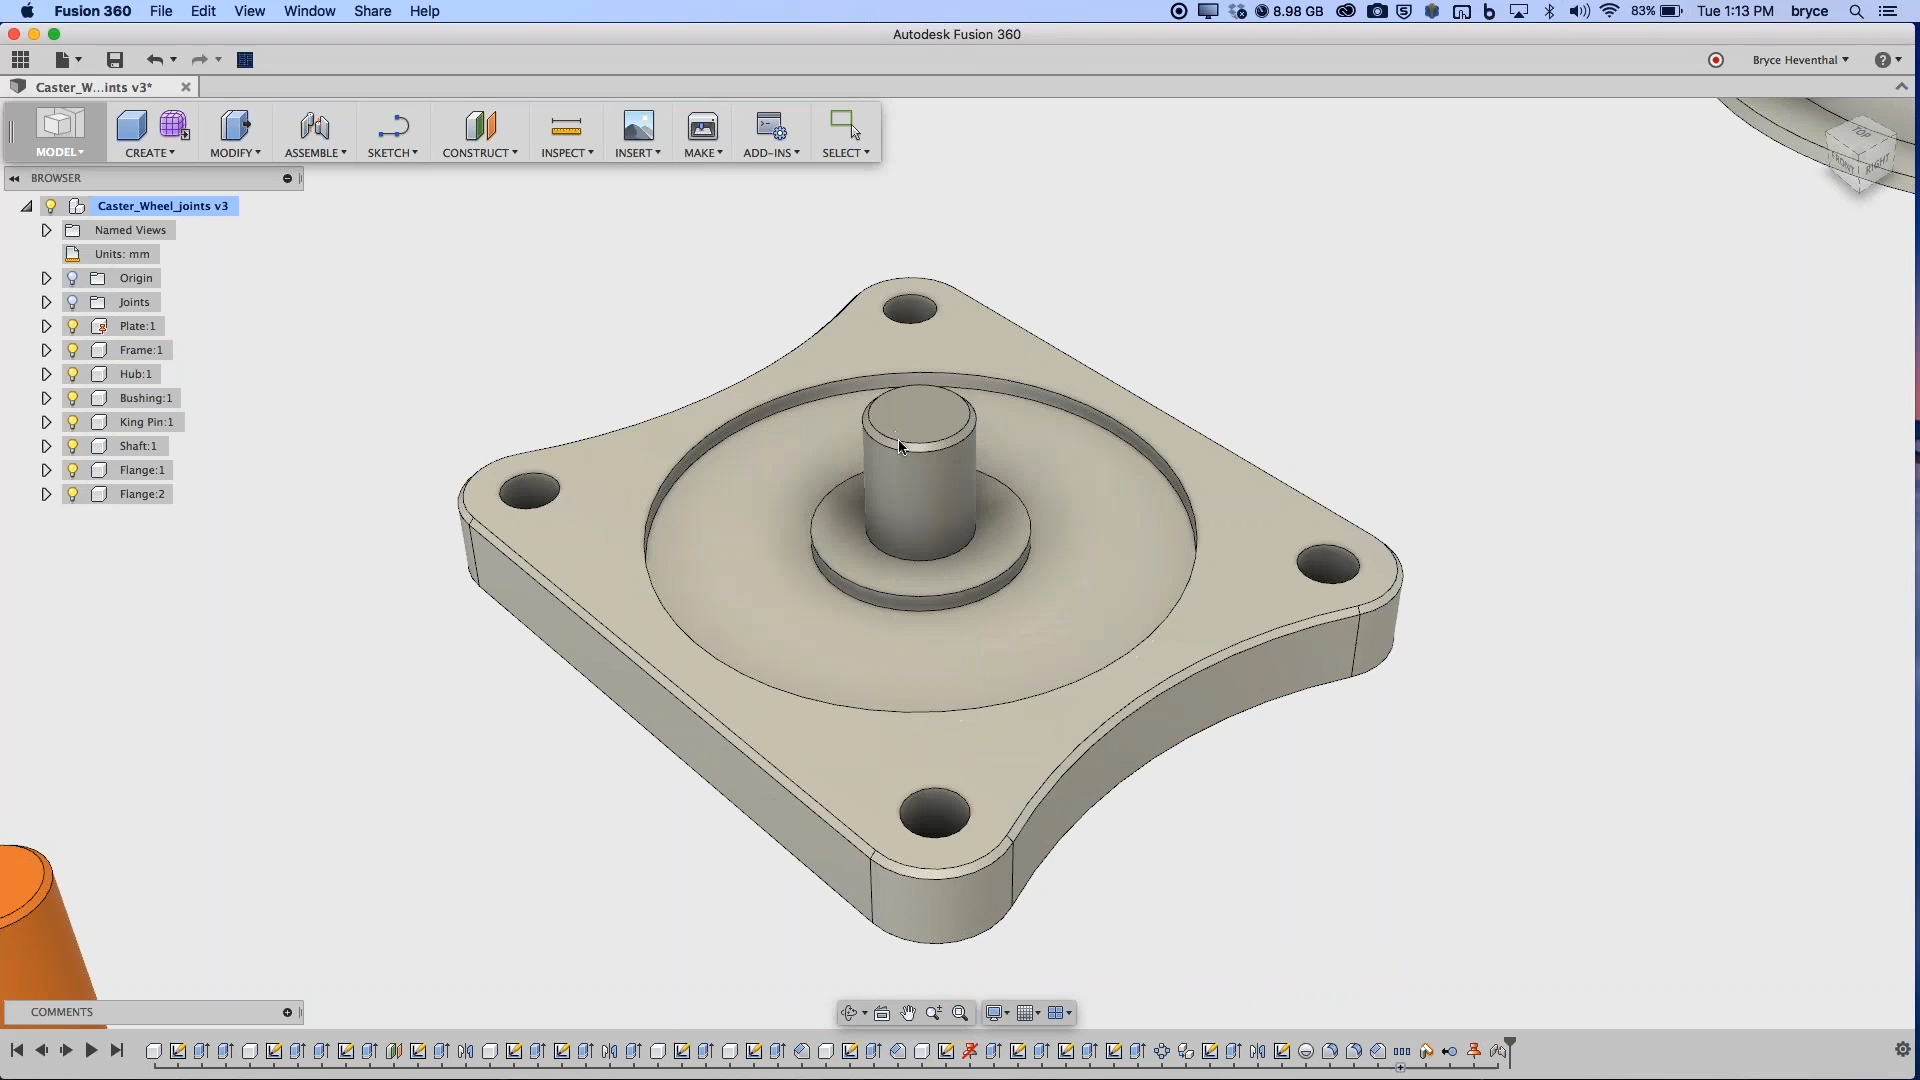 Fusion 360 File Edit View Window Share Help 8.98 GB 83% Tue 1:13 PM bryce
Autodesk Fusion 360
Bryce Heventhal
Caster_W...ints v3*
MODEL CREATE MODIFY ASSEMBLE SKETCH CONSTRUCT INSPECT INSERT MAKE ADD-INS SELECT
TOP
FRONT RIGHT
BROWSER
Caster_Wheel_joints v3
Named Views
Units: mm
Origin
Joints
Plate:1
Frame:1
Hub:1
Bushing:1
King Pin:1
Shaft:1
Flange:1
Flange:2
COMMENTS